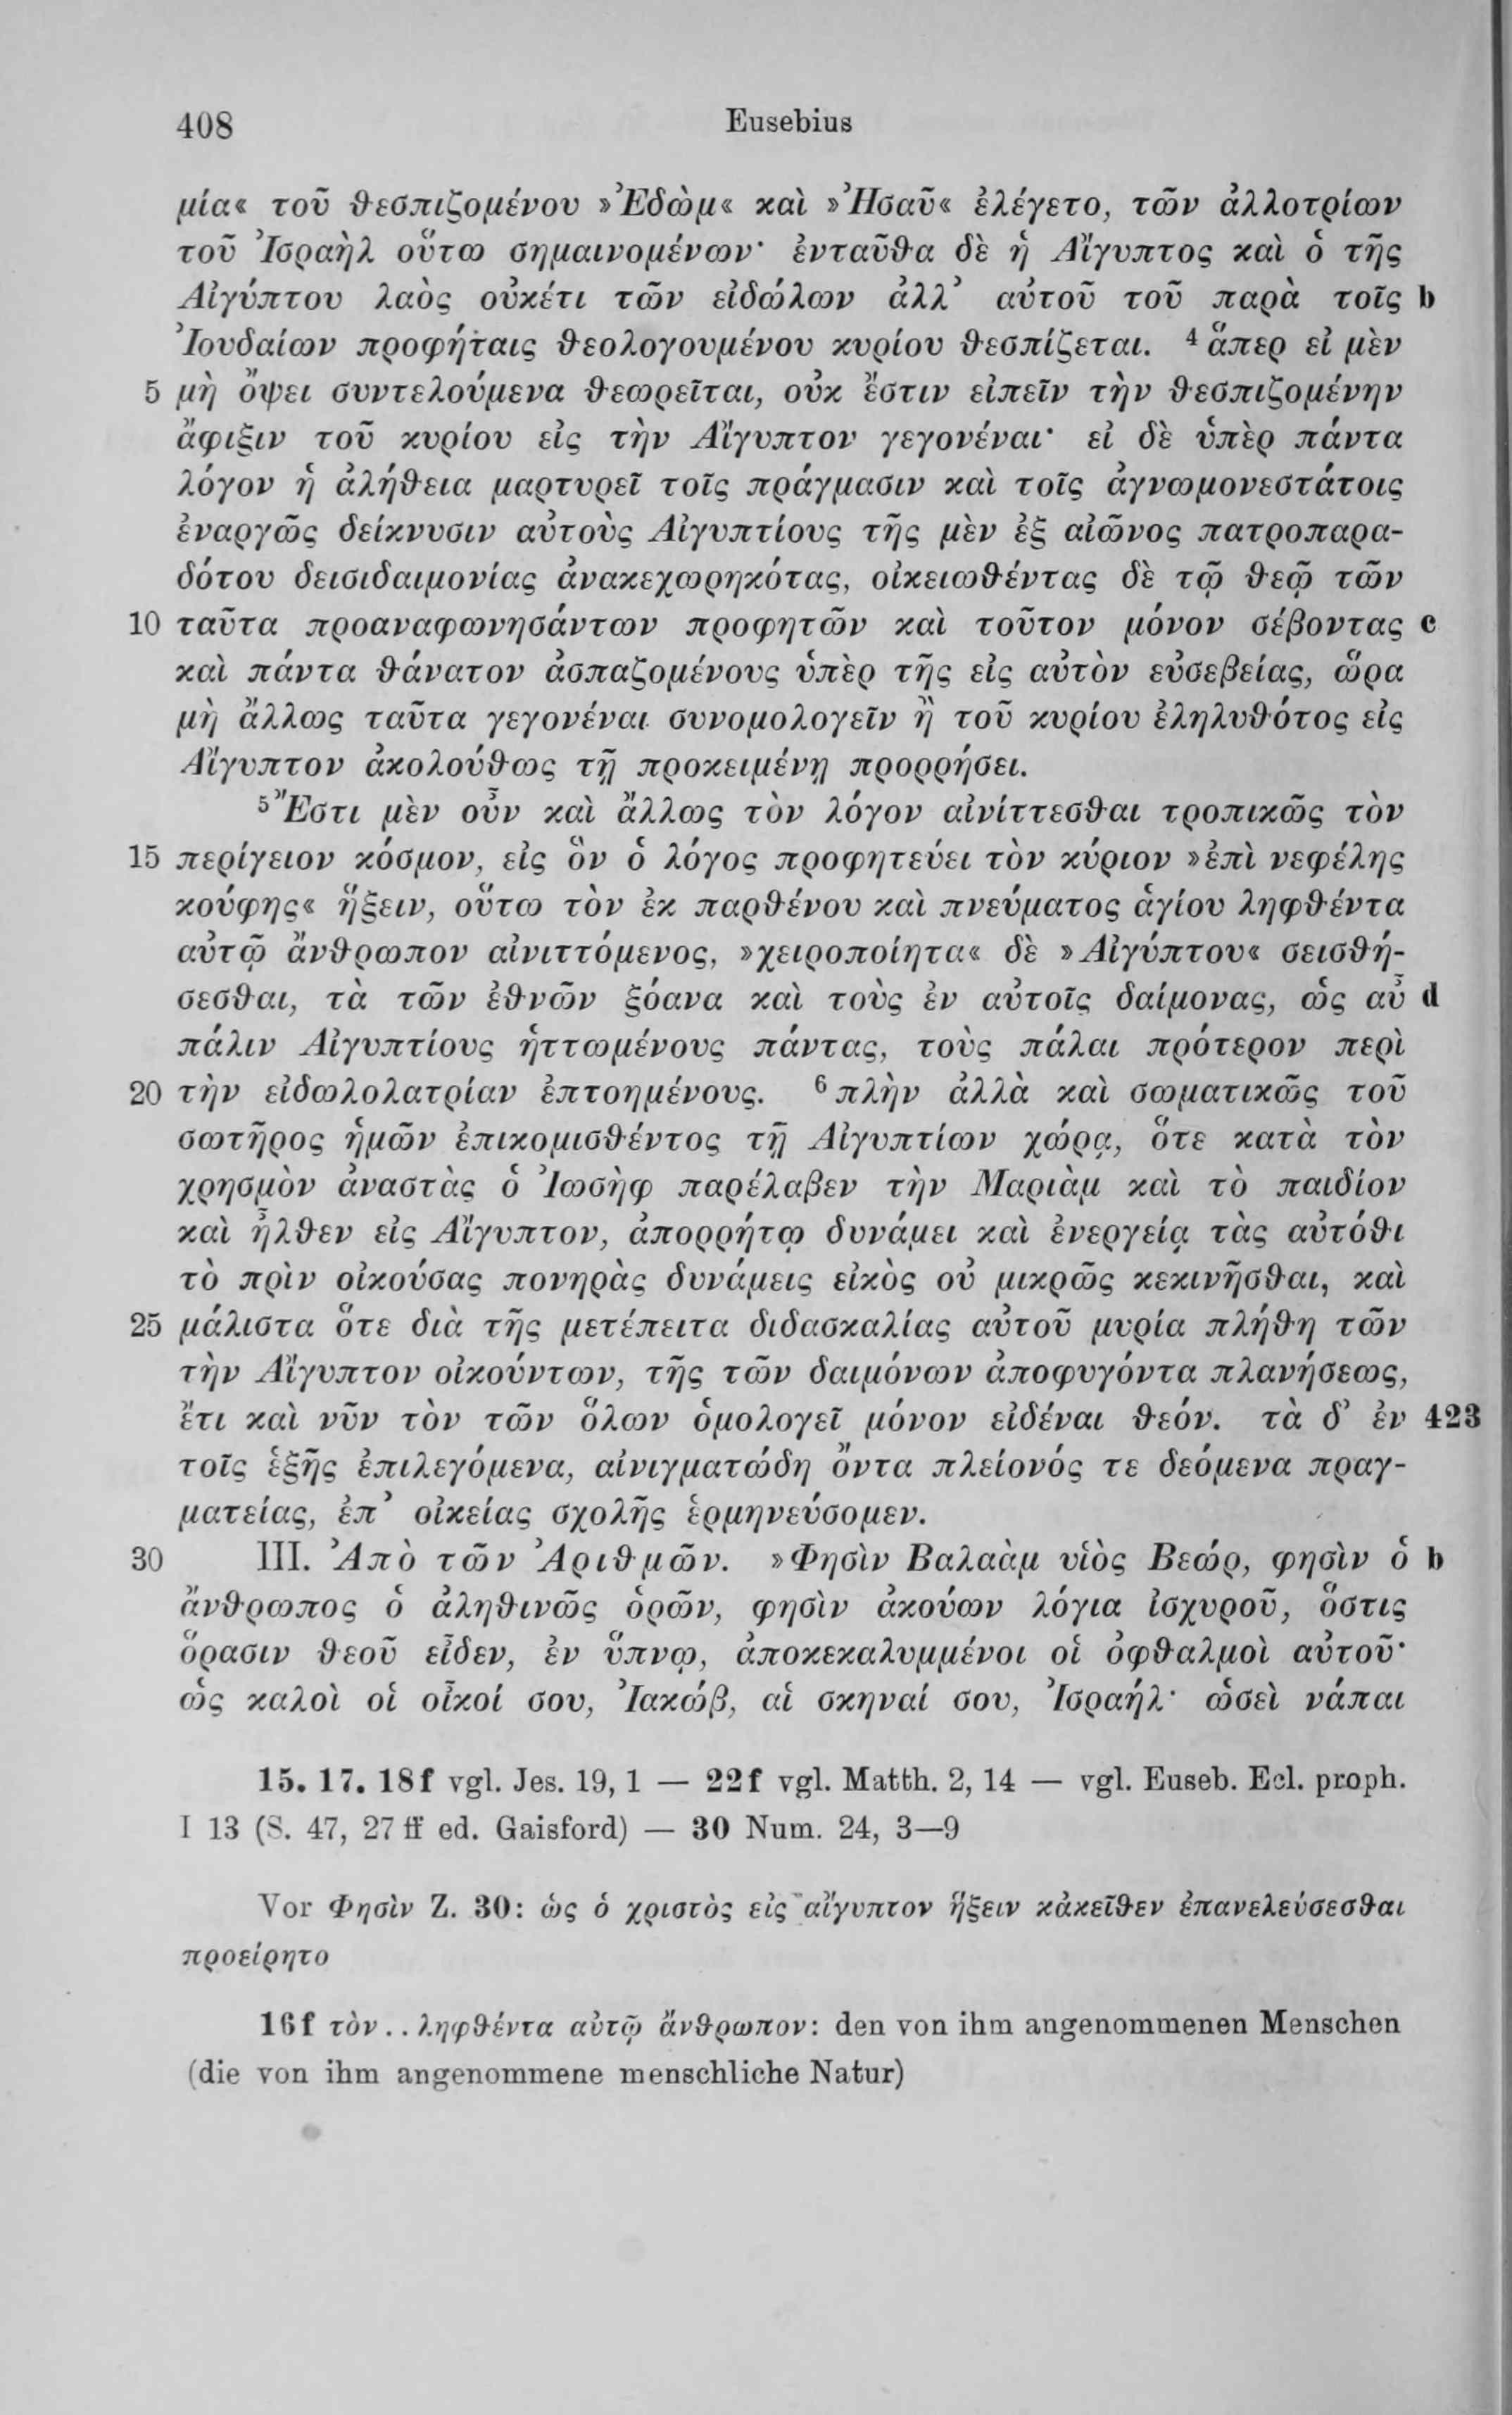 408 Eusebius
μία« τοῦ θεσπιζομένου »Ἐδὼμ« καὶ »Ἠσαῦ« ἐλέγετο, τῶν ἀλλοτρίων
τοῦ Ἰσραὴλ οὕτω σημαινομένων· ἐνταῦθα δὲ ἡ Αἴγυπτος καὶ ὁ τῆς
Αἰγύπτου λαὸς οὐκέτι τῶν εἰδώλων ἀλλ’ αὐτοῦ τοῦ παρὰ τοῖς b
Ἰουδαίων προφήταις θεολογουμένου κυρίου θεσπίζεται. ⁴ ἅπερ εἰ μὲν
5 μὴ ὄψει συντελούμενα θεωρεῖται, οὐκ ἔστιν εἰπεῖν τὴν θεσπιζομένην
ἄφιξιν τοῦ κυρίου εἰς τὴν Αἴγυπτον γεγονέναι· εἰ δὲ ὑπὲρ πάντα
λόγον ἡ ἀλήθεια μαρτυρεῖ τοῖς πράγμασιν καὶ τοῖς ἀγνωμονεστάτοις
ἐναργῶς δείκνυσιν αὐτοὺς Αἰγυπτίους τῆς μὲν ἐξ αἰῶνος πατροπαρα-
δότου δεισιδαιμονίας ἀνακεχωρηκότας, οἰκειωθέντας δὲ τῷ θεῷ τῶν
10 ταῦτα προαναφωνησάντων προφητῶν καὶ τοῦτον μόνον σέβοντας c
καὶ πάντα θάνατον ἀσπαζομένους ὑπὲρ τῆς εἰς αὐτὸν εὐσεβείας, ὥρα
μὴ ἄλλως ταῦτα γεγονέναι συνομολογεῖν ἢ τοῦ κυρίου ἐληλυθότος εἰς
Αἴγυπτον ἀκολούθως τῇ προκειμένῃ προρρήσει.
⁵ Ἔστι μὲν οὖν καὶ ἄλλως τὸν λόγον αἰνίττεσθαι τροπικῶς τὸν
15 περίγειον κόσμον, εἰς ὃν ὁ λόγος προφητεύει τὸν κύριον »ἐπὶ νεφέλης
κούφης« ἥξειν, οὕτω τὸν ἐκ παρθένου καὶ πνεύματος ἁγίου ληφθέντα
αὐτῷ ἄνθρωπον αἰνιττόμενος, »χειροποίητα« δὲ »Αἰγύπτου« σεισθή-
σεσθαι, τὰ τῶν ἐθνῶν ξόανα καὶ τοὺς ἐν αὐτοῖς δαίμονας, ὡς αὖ d
πάλιν Αἰγυπτίους ἡττωμένους πάντας, τοὺς πάλαι πρότερον περὶ
20 τὴν εἰδωλολατρίαν ἐπτοημένους. ⁶ πλὴν ἀλλὰ καὶ σωματικῶς τοῦ
σωτῆρος ἡμῶν ἐπικομισθέντος τῇ Αἰγυπτίων χώρᾳ, ὅτε κατὰ τὸν
χρησμὸν ἀναστὰς ὁ Ἰωσὴφ παρέλαβεν τὴν Μαριὰμ καὶ τὸ παιδίον
καὶ ἦλθεν εἰς Αἴγυπτον, ἀπορρήτῳ δυνάμει καὶ ἐνεργείᾳ τὰς αὐτόθι
τὸ πρὶν οἰκούσας πονηρὰς δυνάμεις εἰκὸς οὐ μικρῶς κεκινῆσθαι, καὶ
25 μάλιστα ὅτε διὰ τῆς μετέπειτα διδασκαλίας αὐτοῦ μυρία πλήθη τῶν
τὴν Αἴγυπτον οἰκούντων, τῆς τῶν δαιμόνων ἀποφυγόντα πλανήσεως,
ἔτι καὶ νῦν τὸν τῶν ὅλων ὁμολογεῖ μόνον εἰδέναι θεόν. τὰ δ’ ἐν 423
τοῖς ἑξῆς ἐπιλεγόμενα, αἰνιγματώδη ὄντα πλείονός τε δεόμενα πραγ-
ματείας, ἐπ’ οἰκείας σχολῆς ἑρμηνεύσομεν.
30 III. Ἀπὸ τῶν Ἀριθμῶν. »Φησὶν Βαλαὰμ υἱὸς Βεώρ, φησὶν ὁ b
ἄνθρωπος ὁ ἀληθινῶς ὁρῶν, φησὶν ἀκούων λόγια ἰσχυροῦ, ὅστις
ὅρασιν θεοῦ εἶδεν, ἐν ὕπνῳ, ἀποκεκαλυμμένοι οἱ ὀφθαλμοὶ αὐτοῦ·
ὡς καλοὶ οἱ οἶκοί σου, Ἰακώβ, αἱ σκηναί σου, Ἰσραήλ· ὡσεὶ νάπαι
15. 17. 18f vgl. Jes. 19, 1 — 22f vgl. Matth. 2, 14 — vgl. Euseb. Ecl. proph.
I 13 (S. 47, 27 ff ed. Gaisford) — 30 Num. 24, 3—9
Vor Φησὶν Z. 30: ὡς ὁ χριστὸς εἰς αἴγυπτον ἥξειν κἀκεῖθεν ἐπανελεύσεσθαι
προείρητο
16f τὸν .. ληφθέντα αὐτῷ ἄνθρωπον: den von ihm angenommenen Menschen
(die von ihm angenommene menschliche Natur)